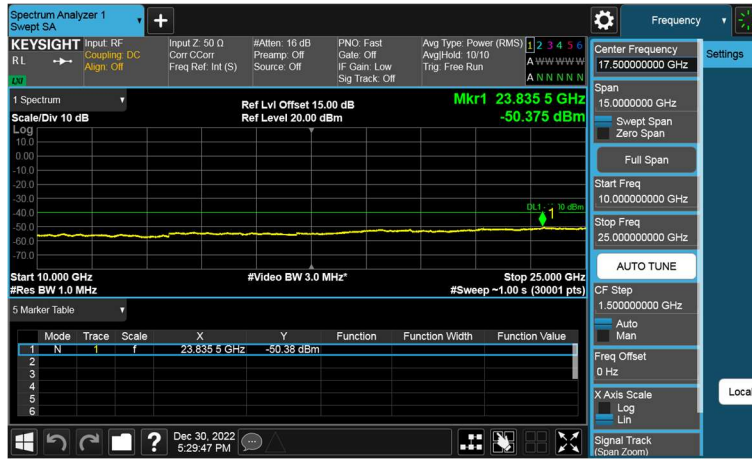 Spectrum Analyzer 1
Swept SA
Frequency
KEYSIGHT
R L
LXI
Input: RF
Coupling: DC
Align: Off
Input Z: 50 Ω
Corr CCorr
Freq Ref: Int (S)
#Atten: 16 dB
Preamp: Off
Source: Off
PNO: Fast
Gate: Off
IF Gain: Low
Sig Track: Off
Avg Type: Power (RMS)
Avg|Hold: 10/10
Trig: Free Run
1 2 3 4 5 6
A W W W W W
A N N N N N
Center Frequency
17.500000000 GHz
Settings
Span
15.0000000 GHz
Swept Span
Zero Span
Full Span
Start Freq
10.000000000 GHz
Stop Freq
25.000000000 GHz
AUTO TUNE
CF Step
1.500000000 GHz
Auto
Man
Freq Offset
0 Hz
X Axis Scale
Log
Lin
Local
Signal Track
(Span Zoom)
1 Spectrum
Scale/Div 10 dB
Ref Lvl Offset 15.00 dB
Ref Level 20.00 dBm
Mkr1 23.835 5 GHz
-50.375 dBm
Log
10.0
0.00
-10.0
-20.0
-30.0
-40.0
-50.0
-60.0
-70.0
1
Start 10.000 GHz
#Res BW 1.0 MHz
#Video BW 3.0 MHz*
Stop 25.000 GHz
#Sweep ~1.00 s (30001 pts)
5 Marker Table
Mode Trace Scale X Y Function Function Width Function Value
1 N 1 f 23.835 5 GHz -50.38 dBm
2
3
4
5
6
?
Dec 30, 2022
5:29:47 PM